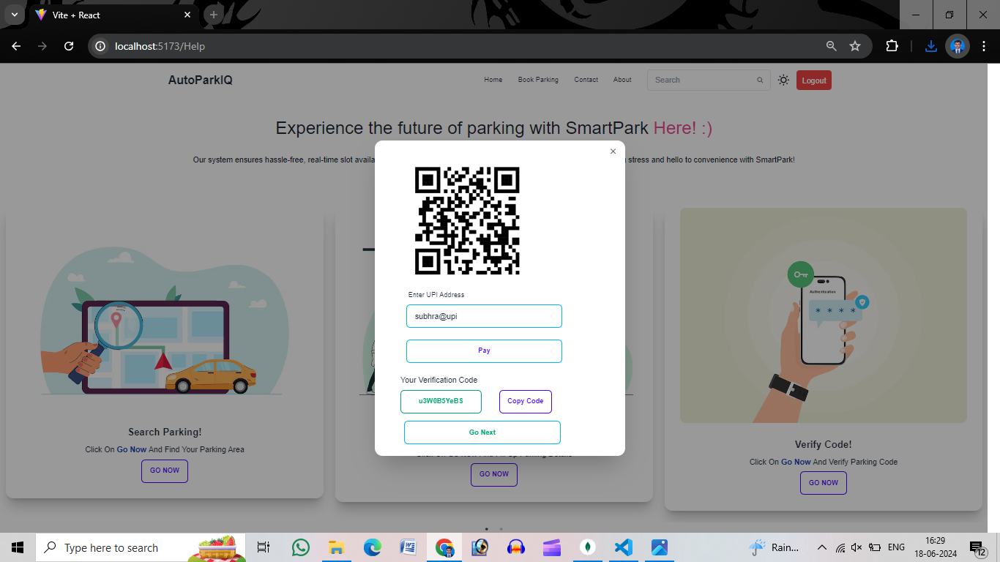 Vite + React
localhost:5173/Help
AutoParkIQ
Home
Book Parking
Contact
About
Search
Logout
Experience the future of parking with SmartPark Here! :)
Our system ensures hassle-free, real-time slot availa
stress and hello to convenience with SmartPark!
Enter UPI Address
subhra@upi
Pay
Your Verification Code
u3W0B5YeBS
Copy Code
Go Next
Search Parking!
Click On Go Now And Find Your Parking Area
GO NOW
GO NOW
Authentication
* * * *
Verify Code!
Click On Go Now And Verify Parking Code
GO NOW
Type here to search
Rain...
ENG
16:29
18-06-2024
12